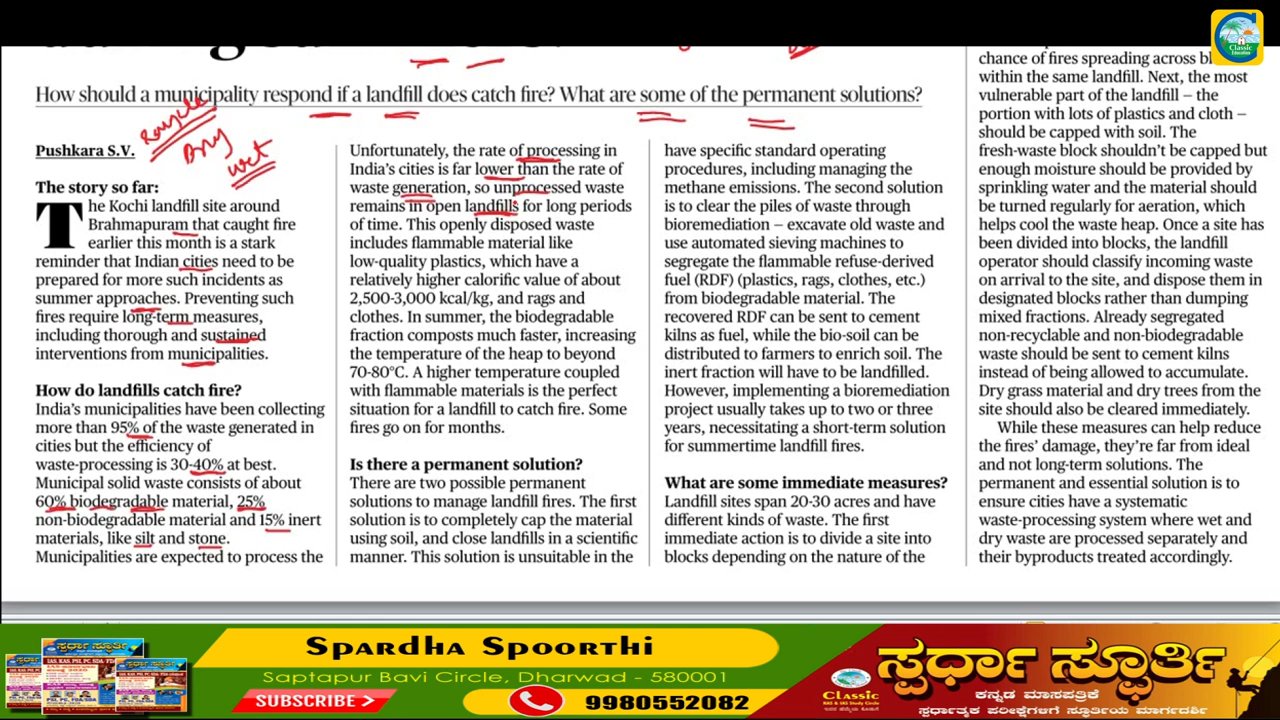 Classic
Education
How should a municipality respond if a landfill does catch fire? What are some of the permanent solutions?
Dry
wet
Pushkara S.V.
The story so far:
The Kochi landfill site around
Brahmapuram that caught fire
earlier this month is a stark
reminder that Indian cities need to be
prepared for more such incidents as
summer approaches. Preventing such
fires require long-term measures,
including thorough and sustained
interventions from municipalities.
How do landfills catch fire?
India's municipalities have been collecting
more than 95% of the waste generated in
cities but the efficiency of
waste-processing is 30-40% at best.
Municipal solid waste consists of about
60% biodegradable material, 25%
non-biodegradable material and 15% inert
materials, like silt and stone.
Municipalities are expected to process the
Unfortunately, the rate of processing in
India's cities is far lower than the rate of
waste generation, so unprocessed waste
remains in open landfills for long periods
of time. This openly disposed waste
includes flammable material like
low-quality plastics, which have a
relatively higher calorific value of about
2,500-3,000 kcal/kg, and rags and
clothes. In summer, the biodegradable
fraction composts much faster, increasing
the temperature of the heap to beyond
70-80°C. A higher temperature coupled
with flammable materials is the perfect
situation for a landfill to catch fire. Some
fires go on for months.
Is there a permanent solution?
There are two possible permanent
solutions to manage landfill fires. The first
solution is to completely cap the material
using soil, and close landfills in a scientific
manner. This solution is unsuitable in the
have specific standard operating
procedures, including managing the
methane emissions. The second solution
is to clear the piles of waste through
bioremediation – excavate old waste and
use automated sieving machines to
segregate the flammable refuse-derived
fuel (RDF) (plastics, rags, clothes, etc.)
from biodegradable material. The
recovered RDF can be sent to cement
kilns as fuel, while the bio-soil can be
distributed to farmers to enrich soil. The
inert fraction will have to be landfilled.
However, implementing a bioremediation
project usually takes up to two or three
years, necessitating a short-term solution
for summertime landfill fires.
What are some immediate measures?
Landfill sites span 20-30 acres and have
different kinds of waste. The first
immediate action is to divide a site into
blocks depending on the nature of the
chance of fires spreading across
within the same landfill. Next, the most
vulnerable part of the landfill – the
portion with lots of plastics and cloth –
should be capped with soil. The
fresh-waste block shouldn't be capped but
enough moisture should be provided by
sprinkling water and the material should
be turned regularly for aeration, which
helps cool the waste heap. Once a site has
been divided into blocks, the landfill
operator should classify incoming waste
on arrival to the site, and dispose them in
designated blocks rather than dumping
mixed fractions. Already segregated
non-recyclable and non-biodegradable
waste should be sent to cement kilns
instead of being allowed to accumulate.
Dry grass material and dry trees from the
site should also be cleared immediately.
While these measures can help reduce
the fires' damage, they're far from ideal
and not long-term solutions. The
permanent and essential solution is to
ensure cities have a systematic
waste-processing system where wet and
dry waste are processed separately and
their byproducts treated accordingly.
ಸ್ಪರ್ಧಾ ಸ್ಫೂರ್ತಿ
Spardha Spoorthi
Saptapur Bavi Circle, Dharwad - 580001
SUBSCRIBE
9980552082
Classic
KAS & IAS Study Circle
ಸ್ಪರ್ಧಾ ಸ್ಫೂರ್ತಿ
ಕನ್ನಡ ಮಾಸಪತ್ರಿಕೆ
ಸ್ಪರ್ಧಾತ್ಮಕ ಪರೀಕ್ಷೆಗಳಿಗೆ ಸ್ಫೂರ್ತಿಯ ಮಾರ್ಗದರ್ಶಿ